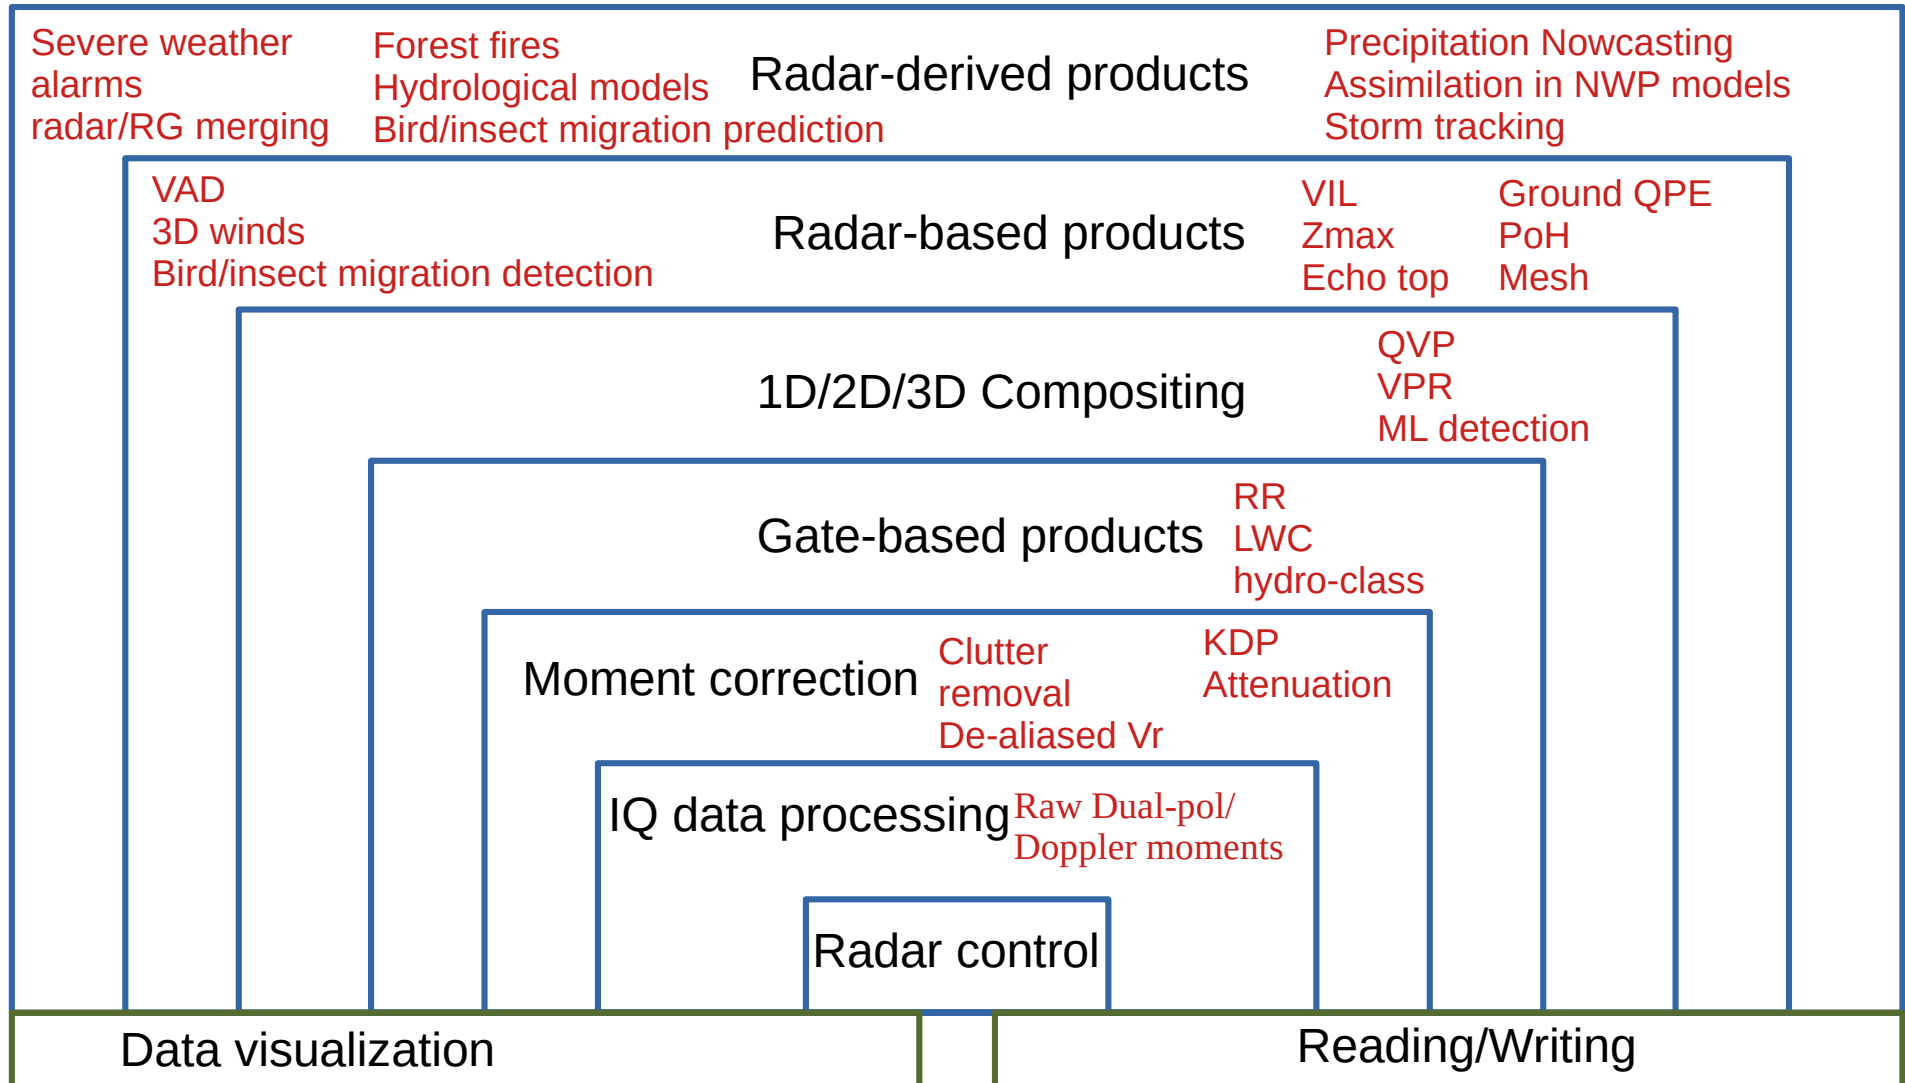 Severe weather
alarms
radar/RG merging
Forest fires
Hydrological models
Bird/insect migration prediction
Radar-derived products
Precipitation Nowcasting
Assimilation in NWP models
Storm tracking
VAD
3D winds
Bird/insect migration detection
Radar-based products
VIL
Zmax
Echo top
Ground QPE
PoH
Mesh
1D/2D/3D Compositing
QVP
VPR
ML detection
Gate-based products
RR
LWC
hydro-class
Moment correction
Clutter
removal
De-aliased Vr
KDP
Attenuation
IQ data processing
Raw Dual-pol/
Doppler moments
Radar control
Data visualization
Reading/Writing